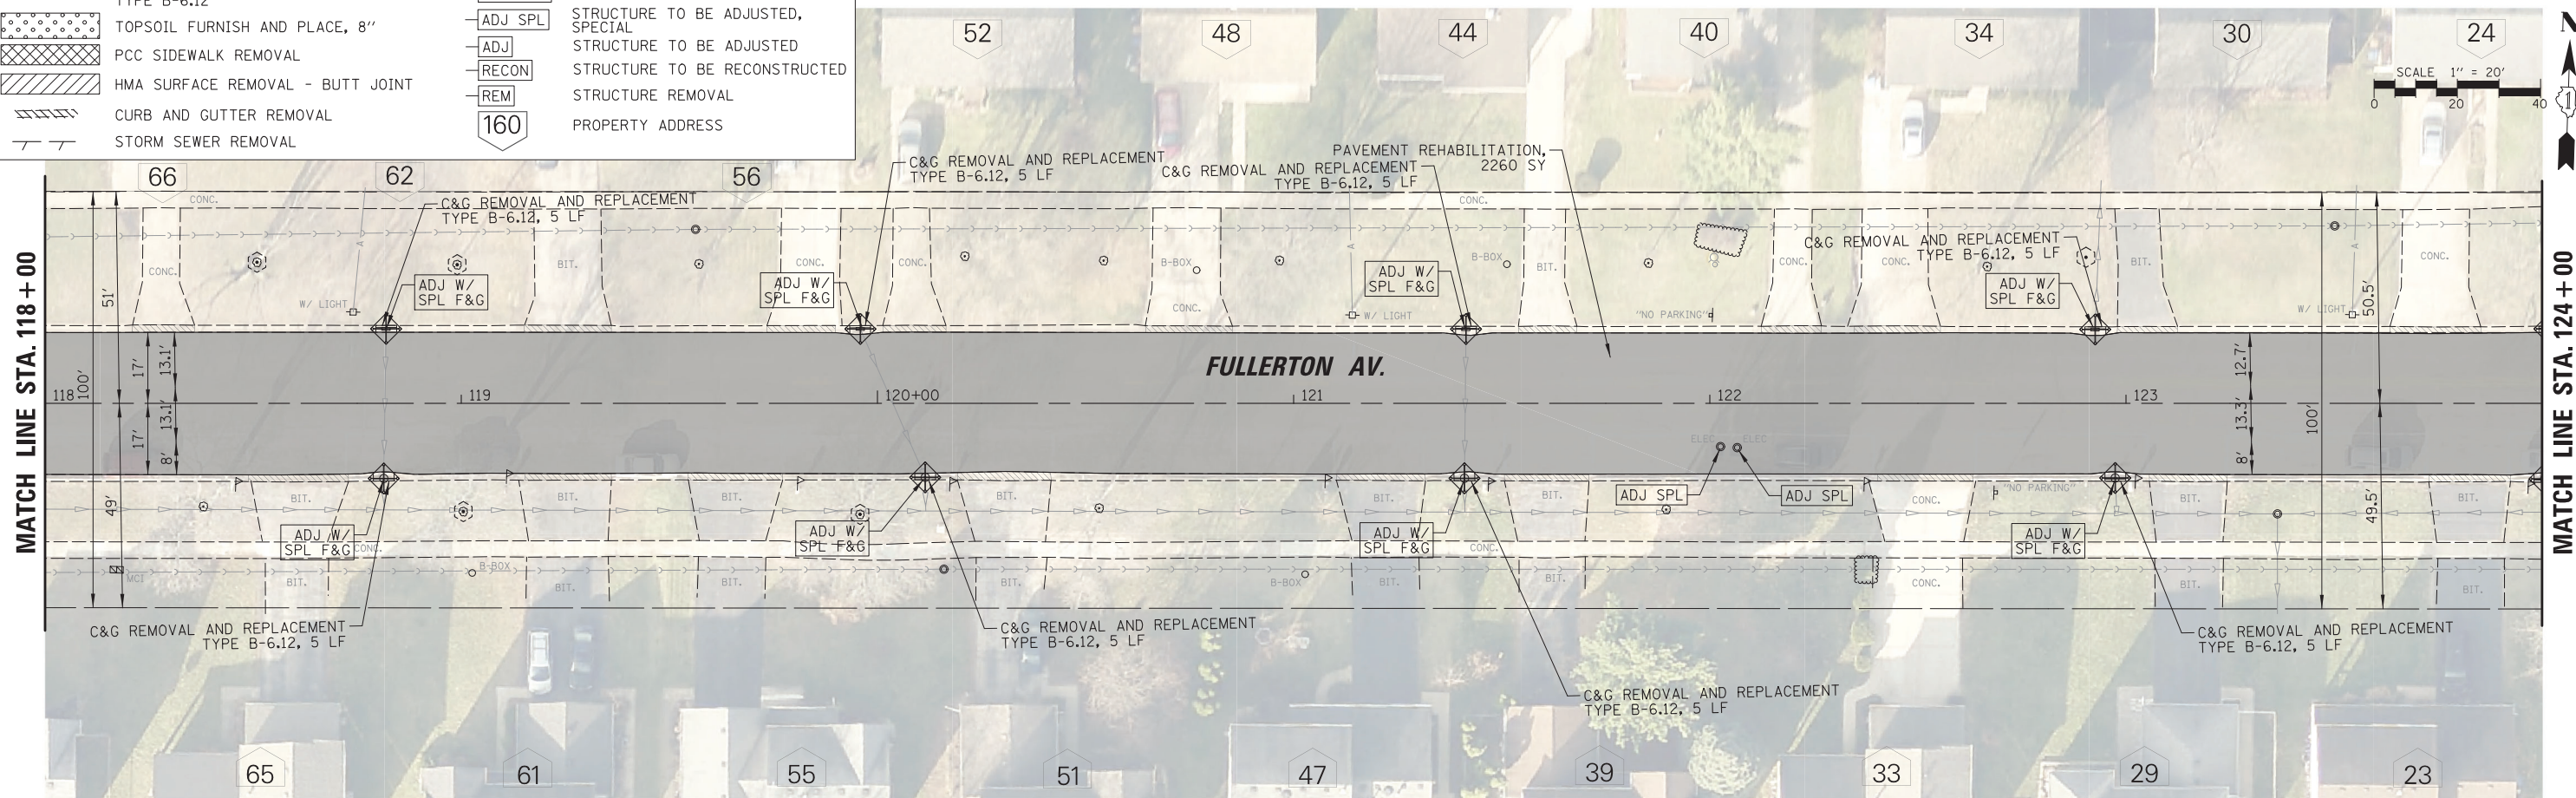 TYPE B-6.12
TOPSOIL FURNISH AND PLACE, 8"
PCC SIDEWALK REMOVAL
HMA SURFACE REMOVAL - BUTT JOINT
CURB AND GUTTER REMOVAL
STORM SEWER REMOVAL
ADJ SPL STRUCTURE TO BE ADJUSTED,
SPECIAL
ADJ STRUCTURE TO BE ADJUSTED
RECON STRUCTURE TO BE RECONSTRUCTED
REM STRUCTURE REMOVAL
160 PROPERTY ADDRESS
52
48
44
40
34
30
24
N
SCALE 1" = 20'
0 20 40
1
66
62
56
C&G REMOVAL AND REPLACEMENT
TYPE B-6.12, 5 LF
C&G REMOVAL AND REPLACEMENT
TYPE B-6.12, 5 LF
C&G REMOVAL AND REPLACEMENT
TYPE B-6.12, 5 LF
PAVEMENT REHABILITATION,
2260 SY
C&G REMOVAL AND REPLACEMENT
TYPE B-6.12, 5 LF
CONC.
CONC.
CONC.
BIT.
CONC.
CONC.
B-BOX
CONC.
A
A
A
B-BOX
BIT.
CONC.
CONC.
BIT.
CONC.
ADJ W/
SPL F&G
ADJ W/
SPL F&G
ADJ W/
SPL F&G
ADJ W/
SPL F&G
W/ LIGHT
W/ LIGHT
"NO PARKING"
W/ LIGHT
MATCH LINE STA. 118+00
MATCH LINE STA. 124+00
51'
100'
17'
13.1'
17'
13.1'
8'
49'
50.5'
12.7'
13.3'
8'
100'
49.5'
FULLERTON AV.
118
119
120+00
121
122
123
ELEC
ELEC
ADJ SPL
ADJ SPL
BIT.
BIT.
BIT.
BIT.
BIT.
BIT.
CONC.
"NO PARKING"
BIT.
BIT.
ADJ W/
SPL F&G
ADJ W/
SPL F&G
ADJ W/
SPL F&G
ADJ W/
SPL F&G
CONC.
CONC.
MCI
BIT.
B-BOX
BIT.
BIT.
BIT.
B-BOX
BIT.
BIT.
CONC.
BIT.
BIT.
C&G REMOVAL AND REPLACEMENT
TYPE B-6.12, 5 LF
C&G REMOVAL AND REPLACEMENT
TYPE B-6.12, 5 LF
C&G REMOVAL AND REPLACEMENT
TYPE B-6.12, 5 LF
C&G REMOVAL AND REPLACEMENT
TYPE B-6.12, 5 LF
65
61
55
51
47
39
33
29
23